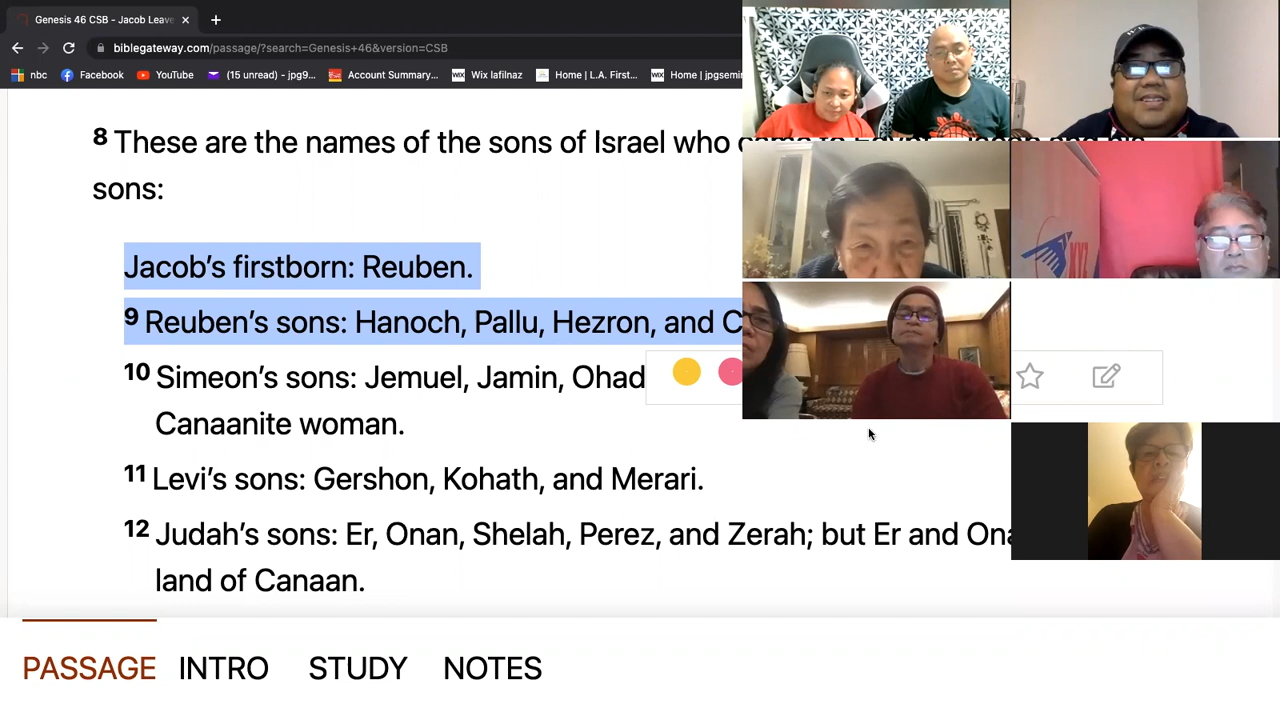 Genesis 46 CSB - Jacob Leave
biblegateway.com/passage/?search=Genesis+46&version=CSB
nbc Facebook YouTube (15 unread) - jpg9... Account Summary... Wix lafilnaz Home | L.A. First... Home | jpgsemi
8 These are the names of the sons of Israel who
sons:
Jacob's firstborn: Reuben.
9 Reuben's sons: Hanoch, Pallu, Hezron, and C
10 Simeon's sons: Jemuel, Jamin, Ohad
Canaanite woman.
11 Levi's sons: Gershon, Kohath, and Merari.
12 Judah's sons: Er, Onan, Shelah, Perez, and Zerah; but Er and Ona
land of Canaan.
PASSAGE INTRO STUDY NOTES